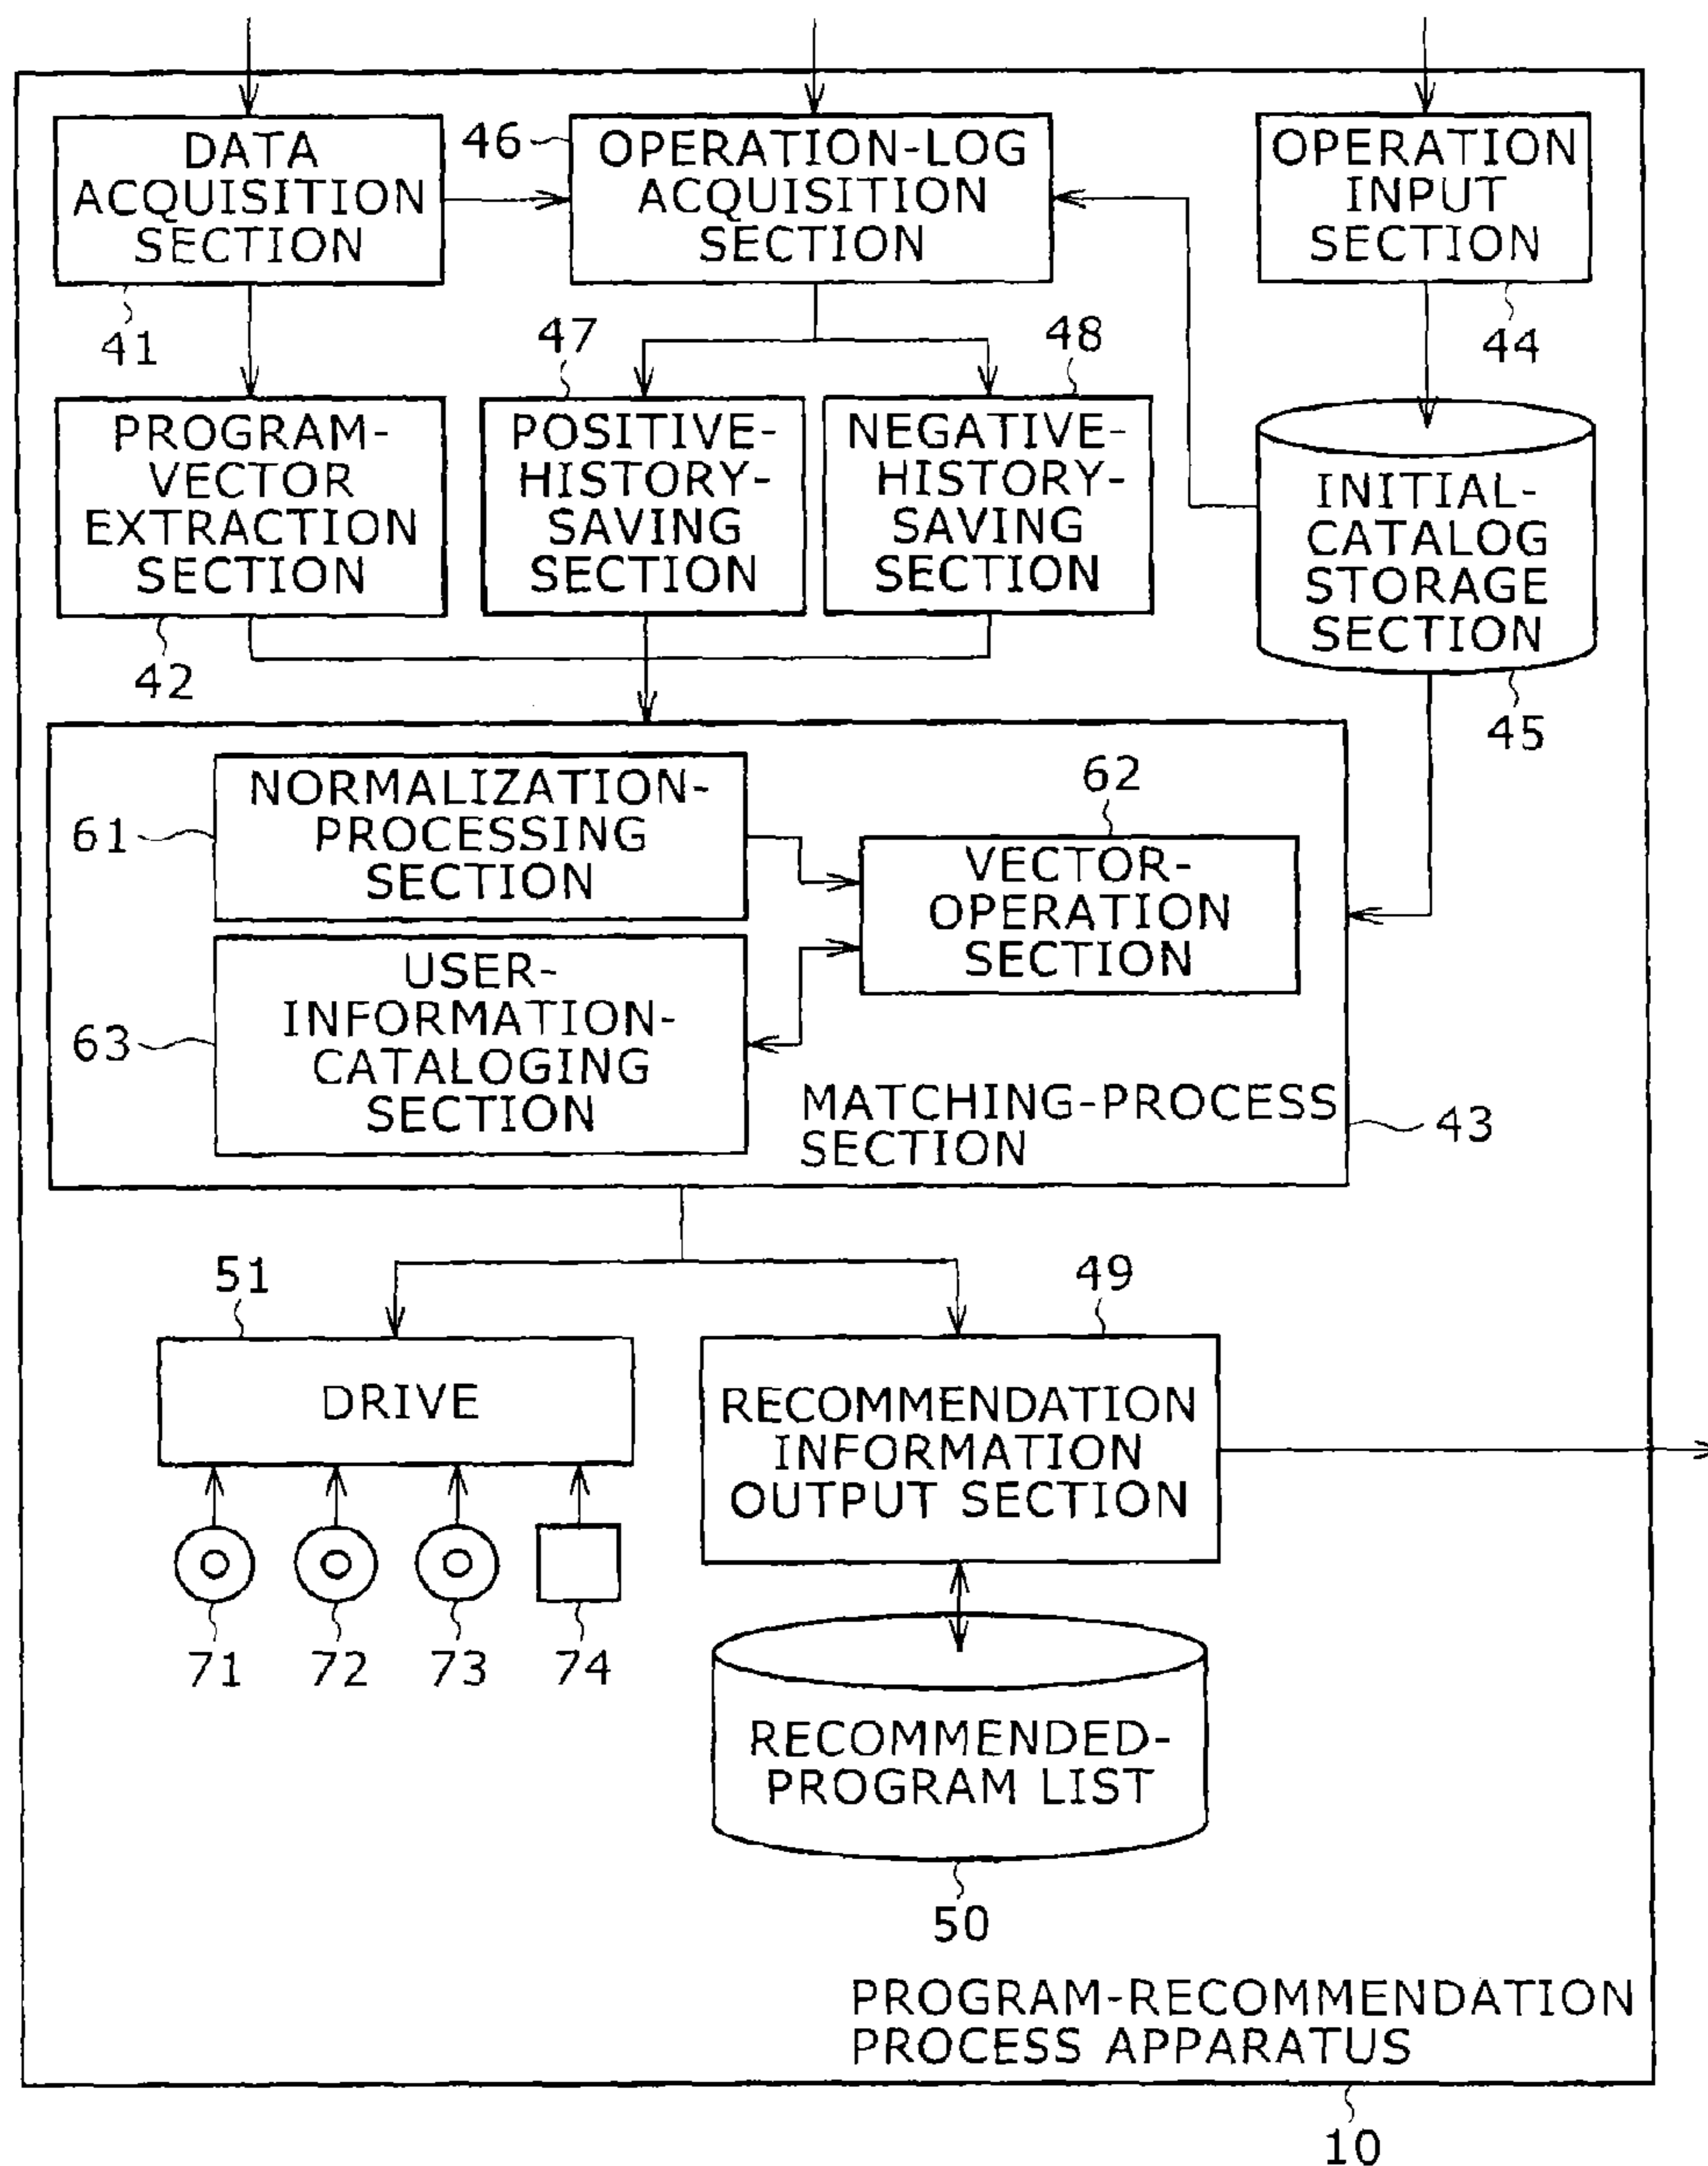 DATA
ACQUISITION
SECTION
41
46
OPERATION-LOG
ACQUISITION
SECTION
OPERATION
INPUT
SECTION
44
PROGRAM-
VECTOR
EXTRACTION
SECTION
42
47
POSITIVE-
HISTORY-
SAVING
SECTION
48
NEGATIVE-
HISTORY-
SAVING
SECTION
INITIAL-
CATALOG
STORAGE
SECTION
45
61
NORMALIZATION-
PROCESSING
SECTION
62
VECTOR-
OPERATION
SECTION
63
USER-
INFORMATION-
CATALOGING
SECTION
MATCHING-PROCESS
SECTION
43
51
DRIVE
71
72
73
74
49
RECOMMENDATION
INFORMATION
OUTPUT SECTION
RECOMMENDED-
PROGRAM LIST
50
PROGRAM-RECOMMENDATION
PROCESS APPARATUS
10